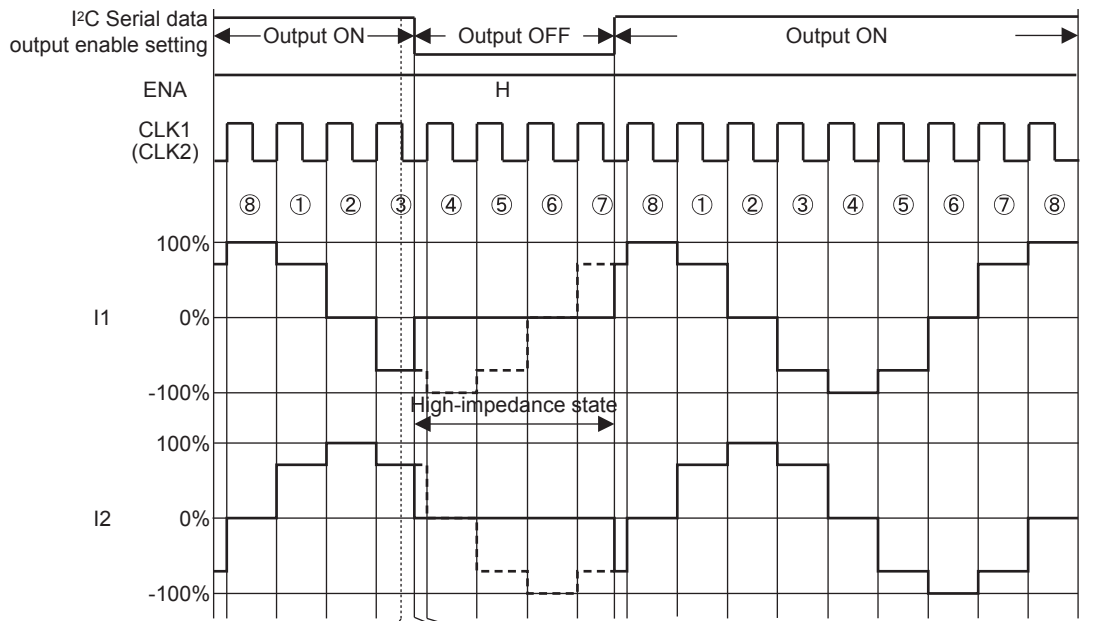 I²C Serial data
output enable setting
Output ON
Output OFF
Output ON
ENA
H
CLK1
(CLK2)
⑧ ① ② ③ ④ ⑤ ⑥ ⑦ ⑧ ① ② ③ ④ ⑤ ⑥ ⑦ ⑧
100%
I1
0%
-100%
High-impedance state
100%
I2
0%
-100%